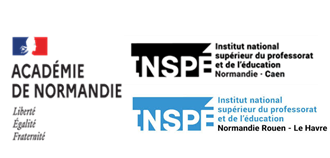 ACADÉMIE
DE NORMANDIE
Liberté
Égalité
Fraternité
INSPÉ
Institut national
supérieur du professorat
et de l'éducation
Normandie · Caen
INSPÉ
Institut national
supérieur du professorat
et de l'éducation
Normandie Rouen - Le Havre